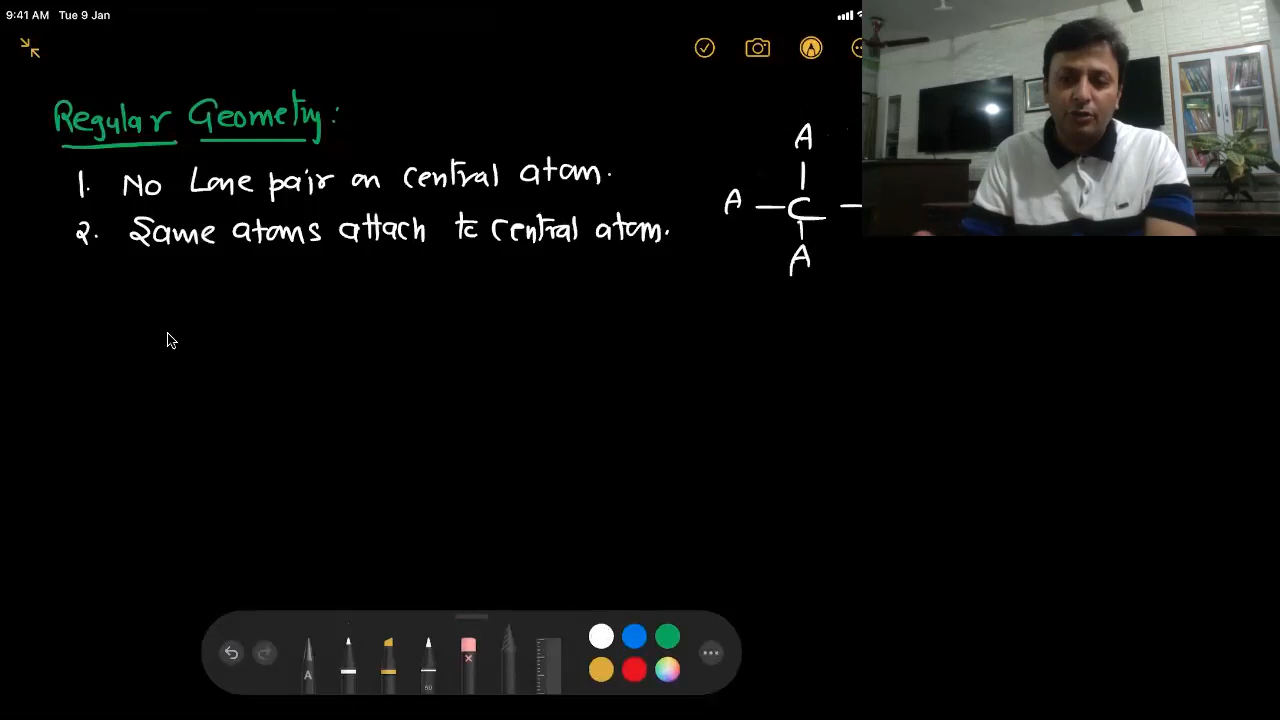 9:41 AM Tue 9 Jan
Regular Geometry:
1. No Lone pair on central atom.
2. Same atoms attach to central atom.
A
A — C —
A
A
50